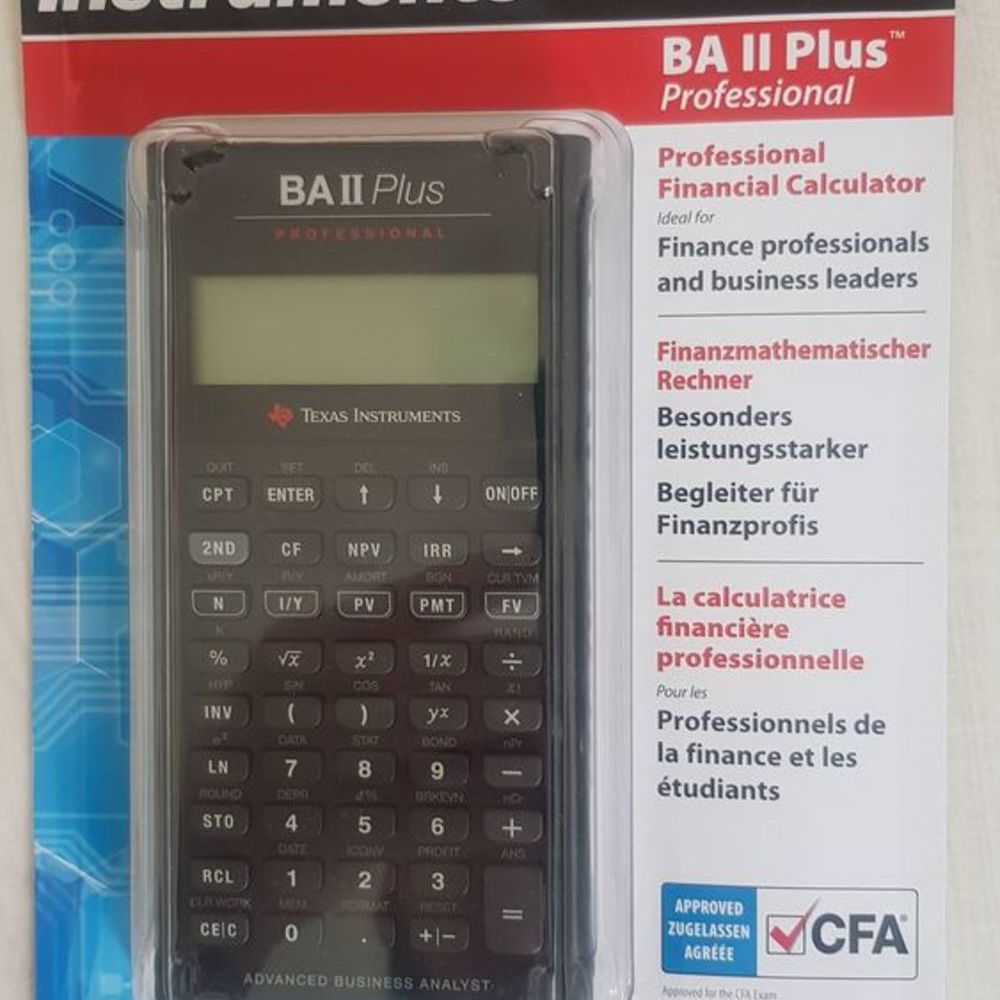 Instruments
BA II Plus™
Professional
Professional
Financial Calculator
Ideal for
Finance professionals
and business leaders
Finanzmathematischer
Rechner
Besonders
leistungsstarker
Begleiter für
Finanzprofis
La calculatrice
financière
professionnelle
Pour les
Professionnels de
la finance et les
étudiants
APPROVED
ZUGELASSEN
AGRÉÉE
CFA®
Approved for the CFA Exam
BA II Plus
PROFESSIONAL
TEXAS INSTRUMENTS
QUIT SET DEL INS
CPT ENTER ↑ ↓ ON|OFF
2ND CF NPV IRR →
xP/Y P/Y AMORT BGN CLR TVM
N I/Y PV PMT FV
K RAND
% √x x² 1/x ÷
HYP SIN COS TAN x!
INV ( ) yˣ ×
eˣ DATA STAT BOND nPr
LN 7 8 9 −
ROUND DEPR Δ% BRKEVN nCr
STO 4 5 6 +
DATE ICONV PROFIT ANS
RCL 1 2 3
CLR WORK MEM FORMAT RESET
CE|C 0 . +|− =
ADVANCED BUSINESS ANALYST